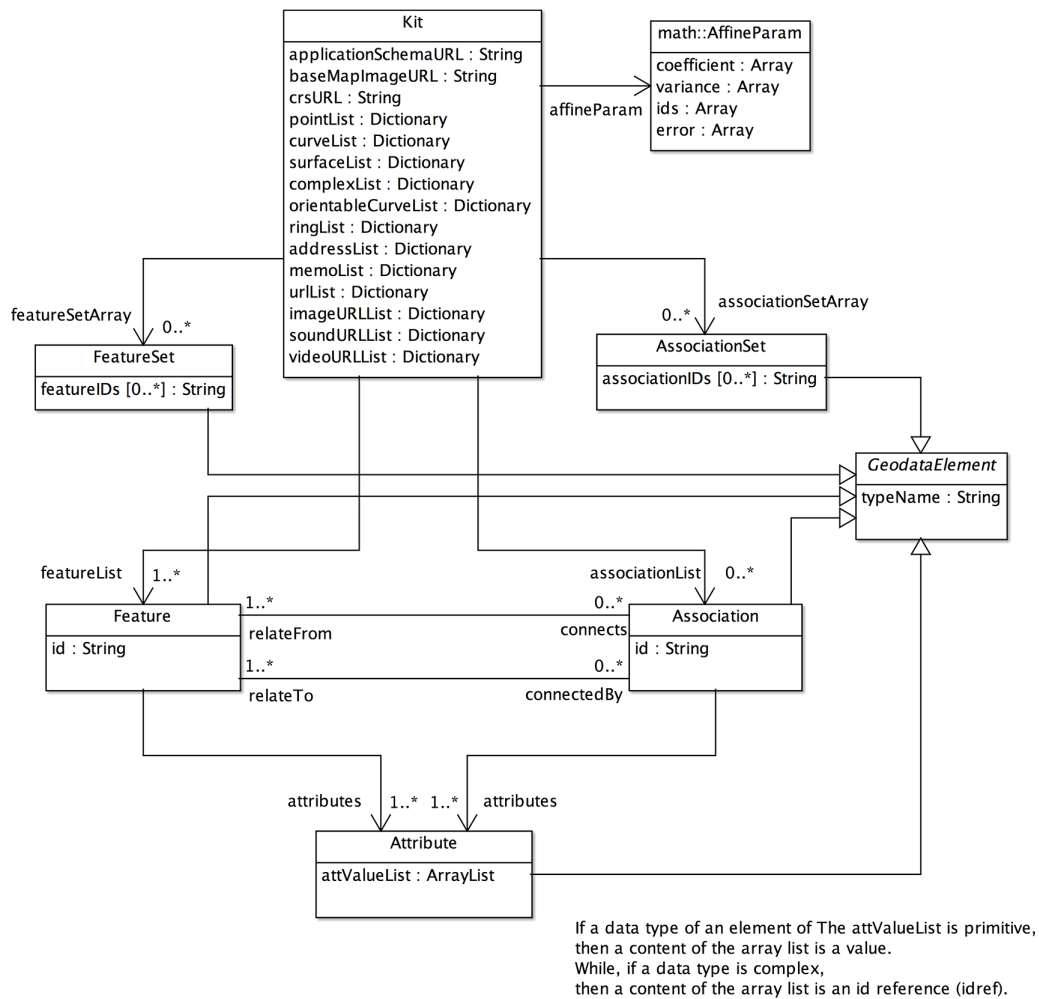 Kit
applicationSchemaURL : String
baseMapImageURL : String
crsURL : String
pointList : Dictionary
curveList : Dictionary
surfaceList : Dictionary
complexList : Dictionary
orientableCurveList : Dictionary
ringList : Dictionary
addressList : Dictionary
memoList : Dictionary
urlList : Dictionary
imageURLList : Dictionary
soundURLList : Dictionary
videoURLList : Dictionary
affineParam
math::AffineParam
coefficient : Array
variance : Array
ids : Array
error : Array
featureSetArray
0..*
FeatureSet
featureIDs [0..*] : String
associationSetArray
0..*
AssociationSet
associationIDs [0..*] : String
GeodataElement
typeName : String
featureList
1..*
associationList
0..*
Feature
id : String
1..*
relateFrom
0..*
connects
1..*
relateTo
0..*
connectedBy
Association
id : String
attributes
1..*
1..*
attributes
Attribute
attValueList : ArrayList
If a data type of an element of The attValueList is primitive,
then a content of the array list is a value.
While, if a data type is complex,
then a content of the array list is an id reference (idref).